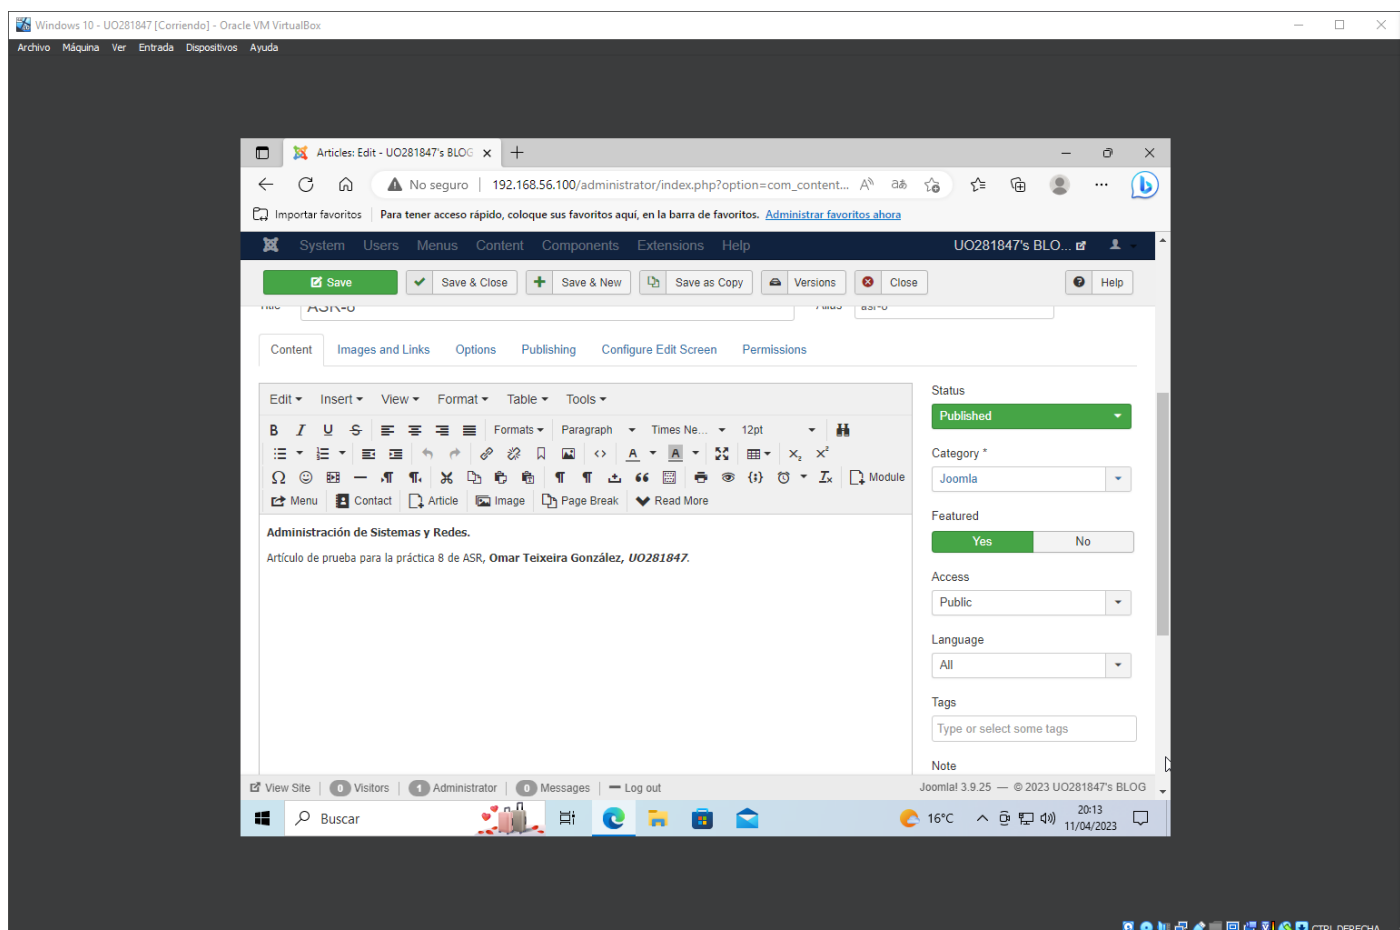 Windows 10 - UO281847 [Corriendo] - Oracle VM VirtualBox
Archivo Máquina Ver Entrada Dispositivos Ayuda
Articles: Edit - UO281847's BLOG
No seguro 192.168.56.100/administrator/index.php?option=com_content...
Importar favoritos Para tener acceso rápido, coloque sus favoritos aquí, en la barra de favoritos. Administrar favoritos ahora
System Users Menus Content Components Extensions Help UO281847's BLO...
Save Save & Close Save & New Save as Copy Versions Close Help
Title ASR-8 Alias asr-8
Content Images and Links Options Publishing Configure Edit Screen Permissions
Edit Insert View Format Table Tools
Formats Paragraph Times Ne... 12pt
Module
Menu Contact Article Image Page Break Read More
Administración de Sistemas y Redes.
Artículo de prueba para la práctica 8 de ASR, Omar Teixeira González, UO281847.
Status
Published
Category *
Joomla
Featured
Yes No
Access
Public
Language
All
Tags
Type or select some tags
Note
View Site 0 Visitors 1 Administrator 0 Messages Log out Joomla! 3.9.25 — © 2023 UO281847's BLOG
Buscar 16°C 20:13
11/04/2023
CTRL DERECHA